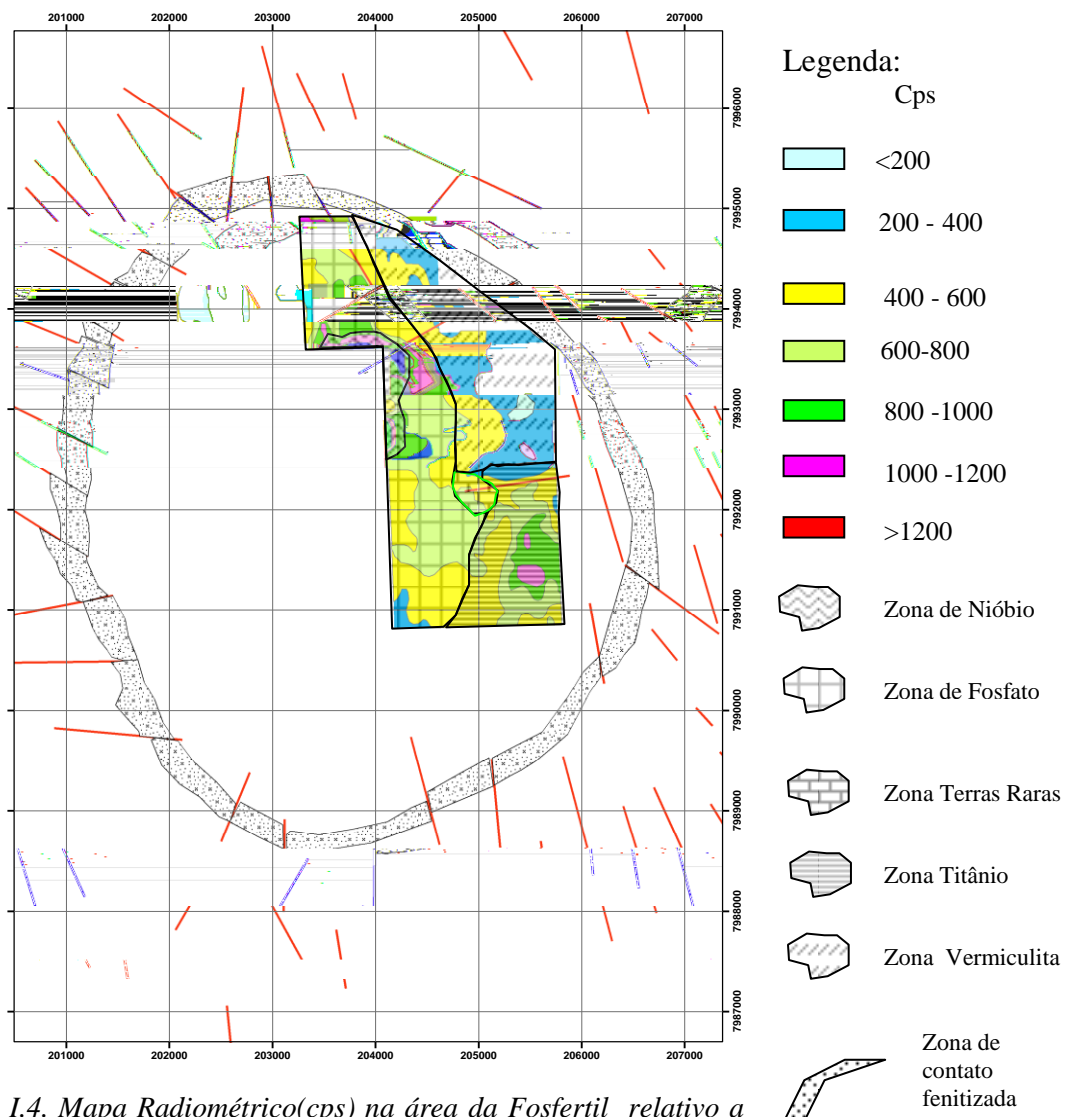 201000 202000 203000 204000 205000 206000 207000
7996000
7995000
7994000
7993000
7992000
7991000
7990000
7989000
7988000
7987000
201000 202000 203000 204000 205000 206000 207000
Legenda:
Cps
<200
200 - 400
400 - 600
600-800
800 -1000
1000 -1200
>1200
Zona de Nióbio
Zona de Fosfato
Zona Terras Raras
Zona Titânio
Zona Vermiculita
Zona de
contato
fenitizada
I.4. Mapa Radiométrico(cps) na área da Fosfertil relativo a